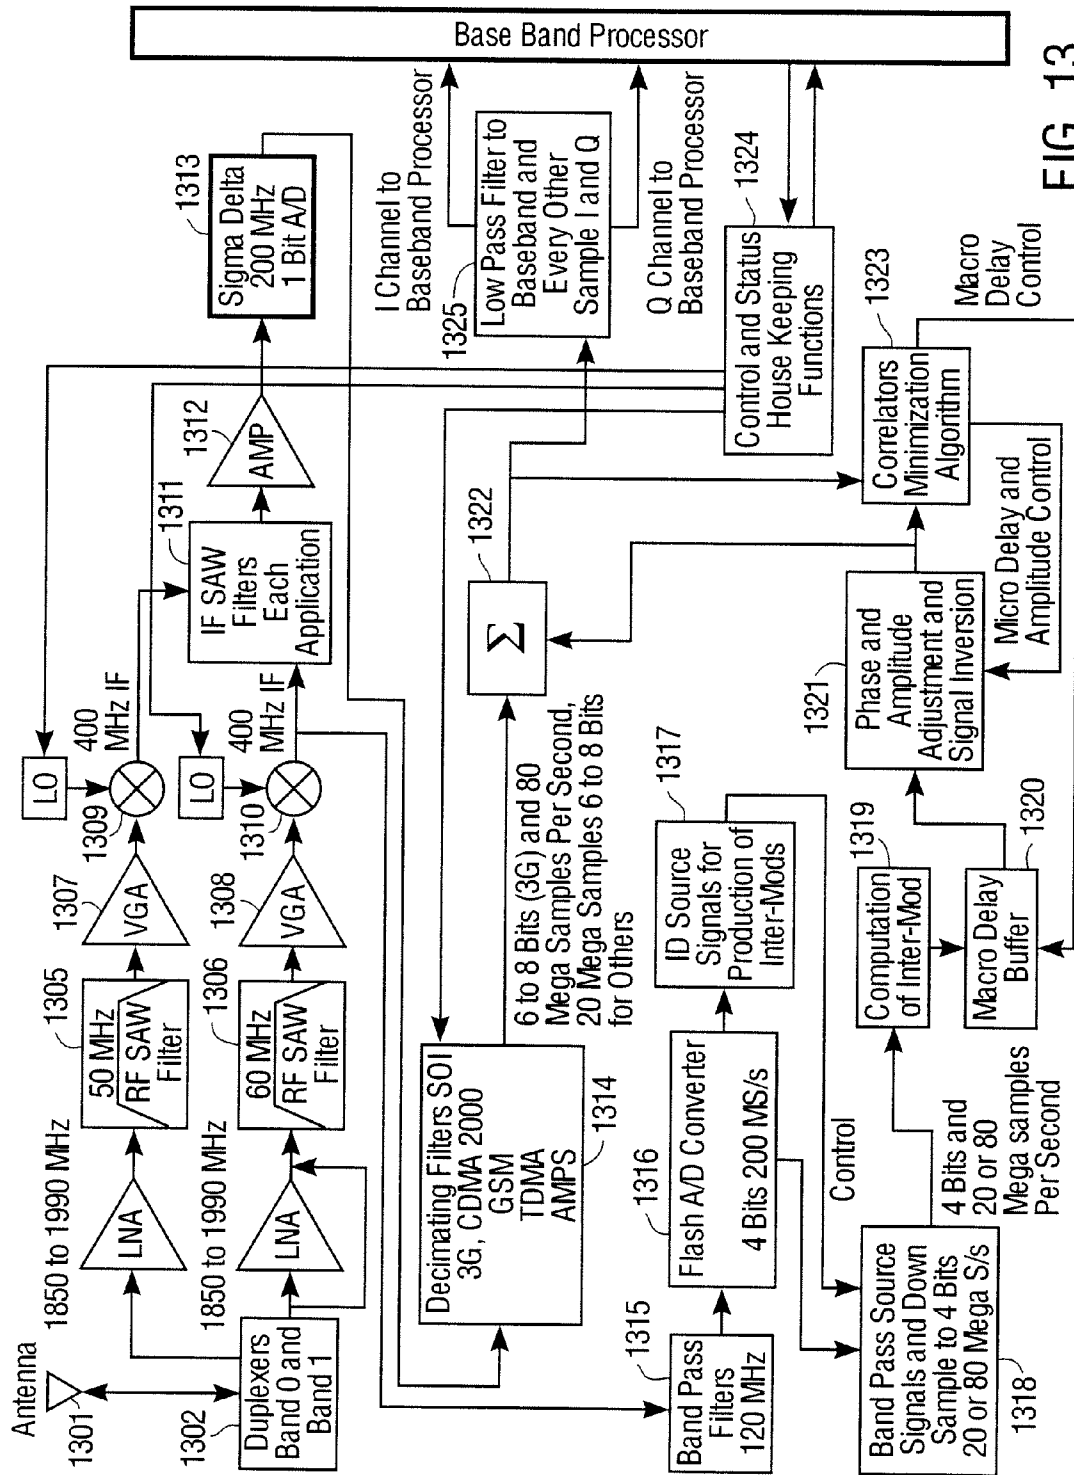 Antenna
1301
1302
Duplexers
Band 0 and
Band 1
1850 to 1990 MHz
LNA
1850 to 1990 MHz
LNA
1305
50 MHz
RF SAW
Filter
1306
60 MHz
RF SAW
Filter
1307
VGA
1308
VGA
LO
1309
400
MHz IF
LO
1310
400
MHz IF
1311
IF SAW
Filters
Each
Application
1312
AMP
1313
Sigma Delta
200 MHz
1 Bit A/D
Decimating Filters SOI
3G, CDMA 2000
GSM
TDMA
AMPS
1314
6 to 8 Bits (3G) and 80
Mega Samples Per Second,
20 Mega Samples 6 to 8 Bits
for Others
Σ
1322
I Channel to
Baseband Processor
1325
Low Pass Filter to
Baseband and
Every Other
Sample I and Q
Q Channel to
Baseband Processor
Base Band Processor
1324
Control and Status
House Keeping
Functions
1315
Band Pass
Filters
120 MHz
1316
Flash A/D Converter
4 Bits 200 MS/s
1317
ID Source
Signals for
Production of
Inter-Mods
Control
Band Pass Source
Signals and Down
Sample to 4 Bits
20 or 80 Mega S/s
1318
4 Bits and
20 or 80
Mega samples
Per Second
1319
Computation
of Inter-Mod
Macro Delay
Buffer
1320
1321
Phase and
Amplitude
Adjustment and
Signal Inversion
Micro Delay and
Amplitude Control
1323
Correlators
Minimization
Algorithm
Macro
Delay
Control
FIG. 13